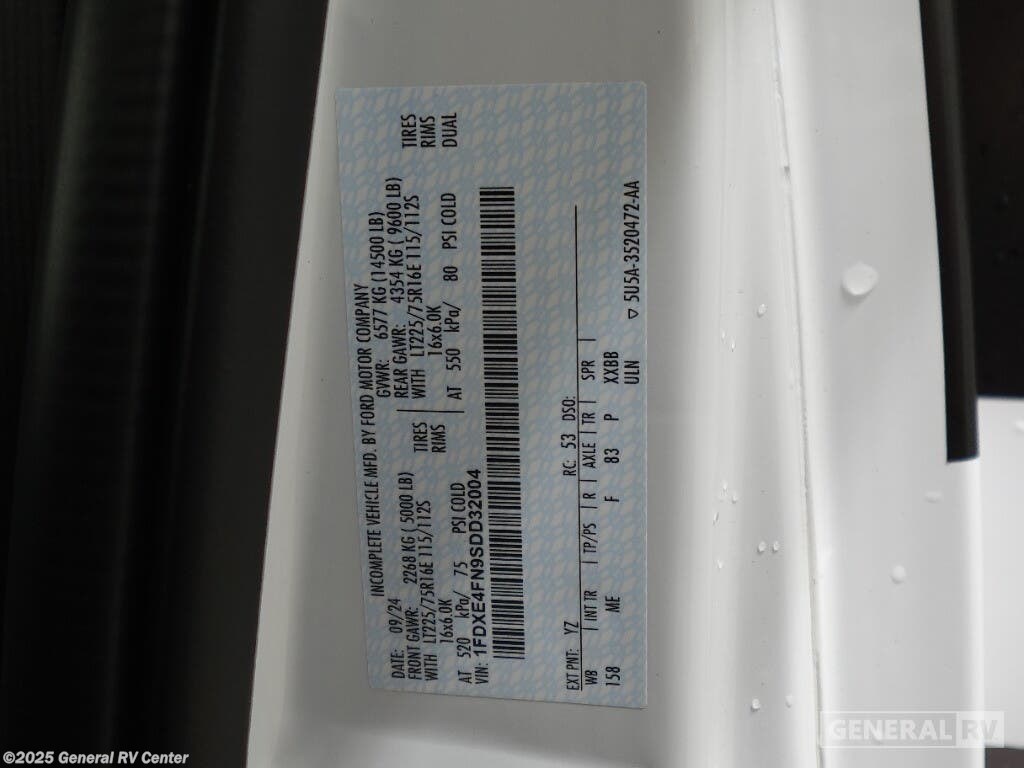 INCOMPLETE VEHICLE MFD. BY FORD MOTOR COMPANY
DATE: 09/24 GVWR: 6577 KG (14500 LB)
FRONT GAWR: 2268 KG ( 5000 LB) REAR GAWR: 4354 KG ( 9600 LB)
WITH LT225/75R16E 115/112S TIRES WITH LT225/75R16E 115/112S TIRES
16x6.0K RIMS 16x6.0K RIMS
AT 520 kPa/ 75 PSI COLD AT 550 kPa/ 80 PSI COLD DUAL
VIN: 1FDXE4FN9SDD32004
EXT PNT: YZ RC: 53 DSO:
WB INT TR TP/PS R AXLE TR SPR
158 ME F 83 P XXBB
ULN
▽ 5U5A-3520472-AA
GENERAL RV
©2025 General RV Center